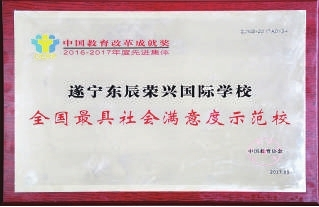 中国教育改革成就奖
2016-2017年度先进集体
遂宁东辰荣兴国际学校
全国最具社会满意度示范校